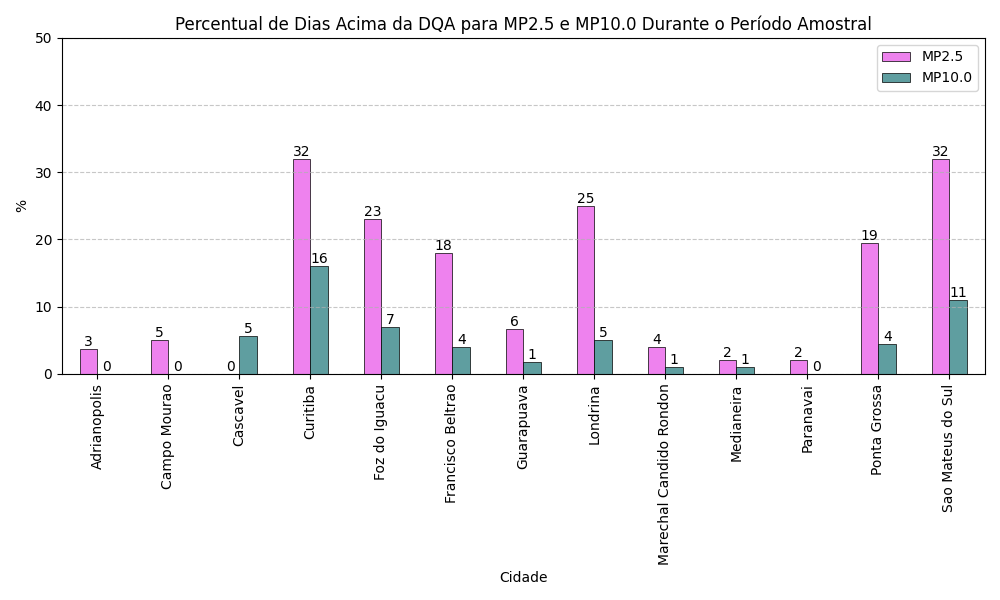 Percentual de Dias Acima da DQA para MP2.5 e MP10.0 Durante o Período Amostral
MP2.5
MP10.0
50
40
30
20
10
0
%
3
0
5
0
0
5
32
16
23
7
18
4
6
1
25
5
4
1
2
1
2
0
19
4
32
11
Adrianopolis
Campo Mourao
Cascavel
Curitiba
Foz do Iguacu
Francisco Beltrao
Guarapuava
Londrina
Marechal Candido Rondon
Medianeira
Paranavai
Ponta Grossa
Sao Mateus do Sul
Cidade